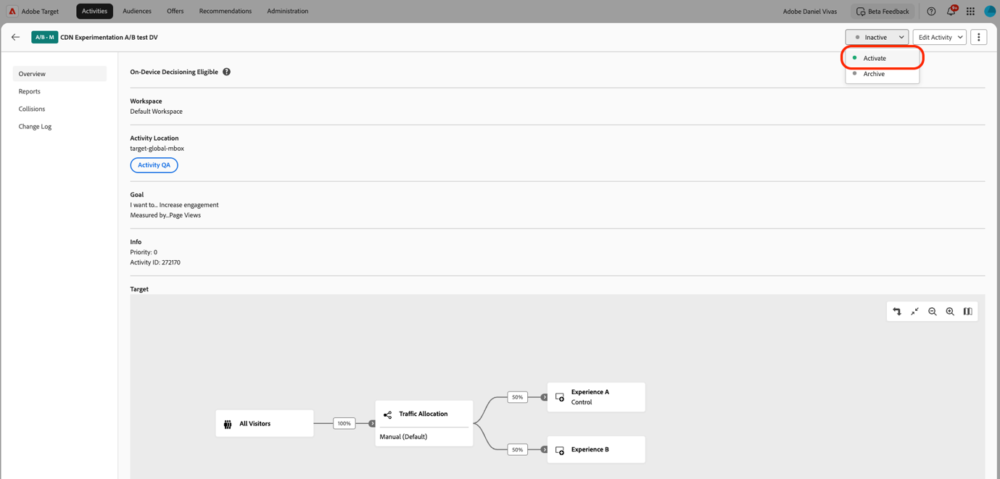 Adobe Target
Activities
Audiences
Offers
Recommendations
Administration
Adobe Daniel Vivas
Beta Feedback
9+
A/B - M
CDN Experimentation A/B test DV
Inactive
Edit Activity
Activate
Archive
Overview
Reports
Collisions
Change Log
On-Device Decisioning Eligible
Workspace
Default Workspace
Activity Location
target-global-mbox
Activity QA
Goal
I want to... Increase engagement
Measured by...Page Views
Info
Priority: 0
Activity ID: 272170
Target
All Visitors
100%
Traffic Allocation
Manual (Default)
50%
Experience A
Control
50%
Experience B